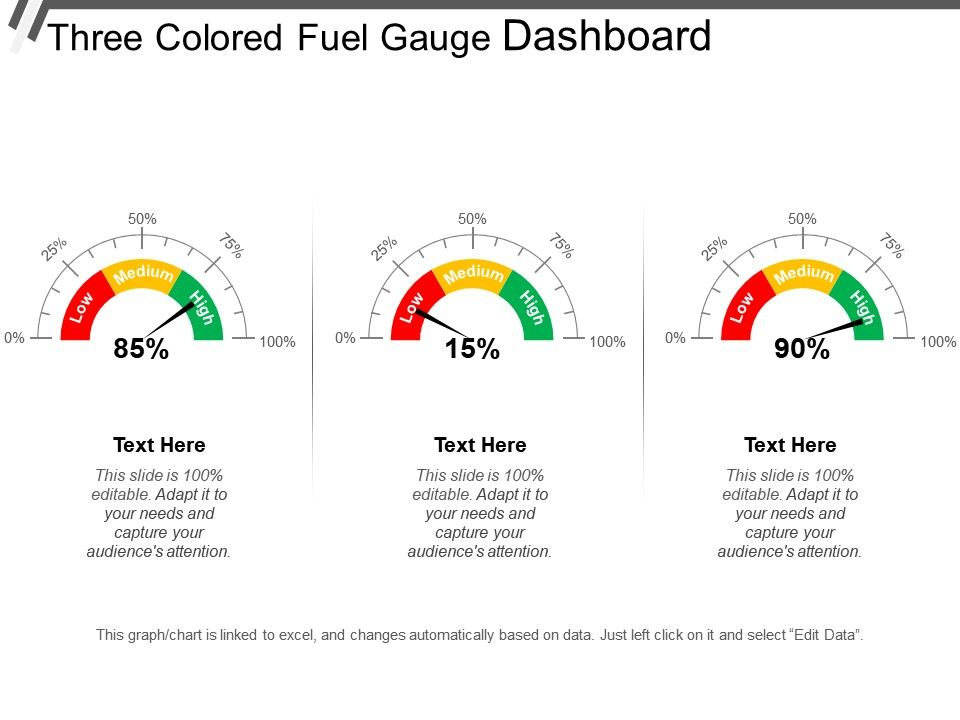 Three Colored Fuel Gauge Dashboard
0%
25%
50%
75%
100%
Low
Medium
High
85%
0%
25%
50%
75%
100%
Low
Medium
High
15%
0%
25%
50%
75%
100%
Low
Medium
High
90%
Text Here
This slide is 100%
editable. Adapt it to
your needs and
capture your
audience's attention.
Text Here
This slide is 100%
editable. Adapt it to
your needs and
capture your
audience's attention.
Text Here
This slide is 100%
editable. Adapt it to
your needs and
capture your
audience's attention.
This graph/chart is linked to excel, and changes automatically based on data. Just left click on it and select “Edit Data”.